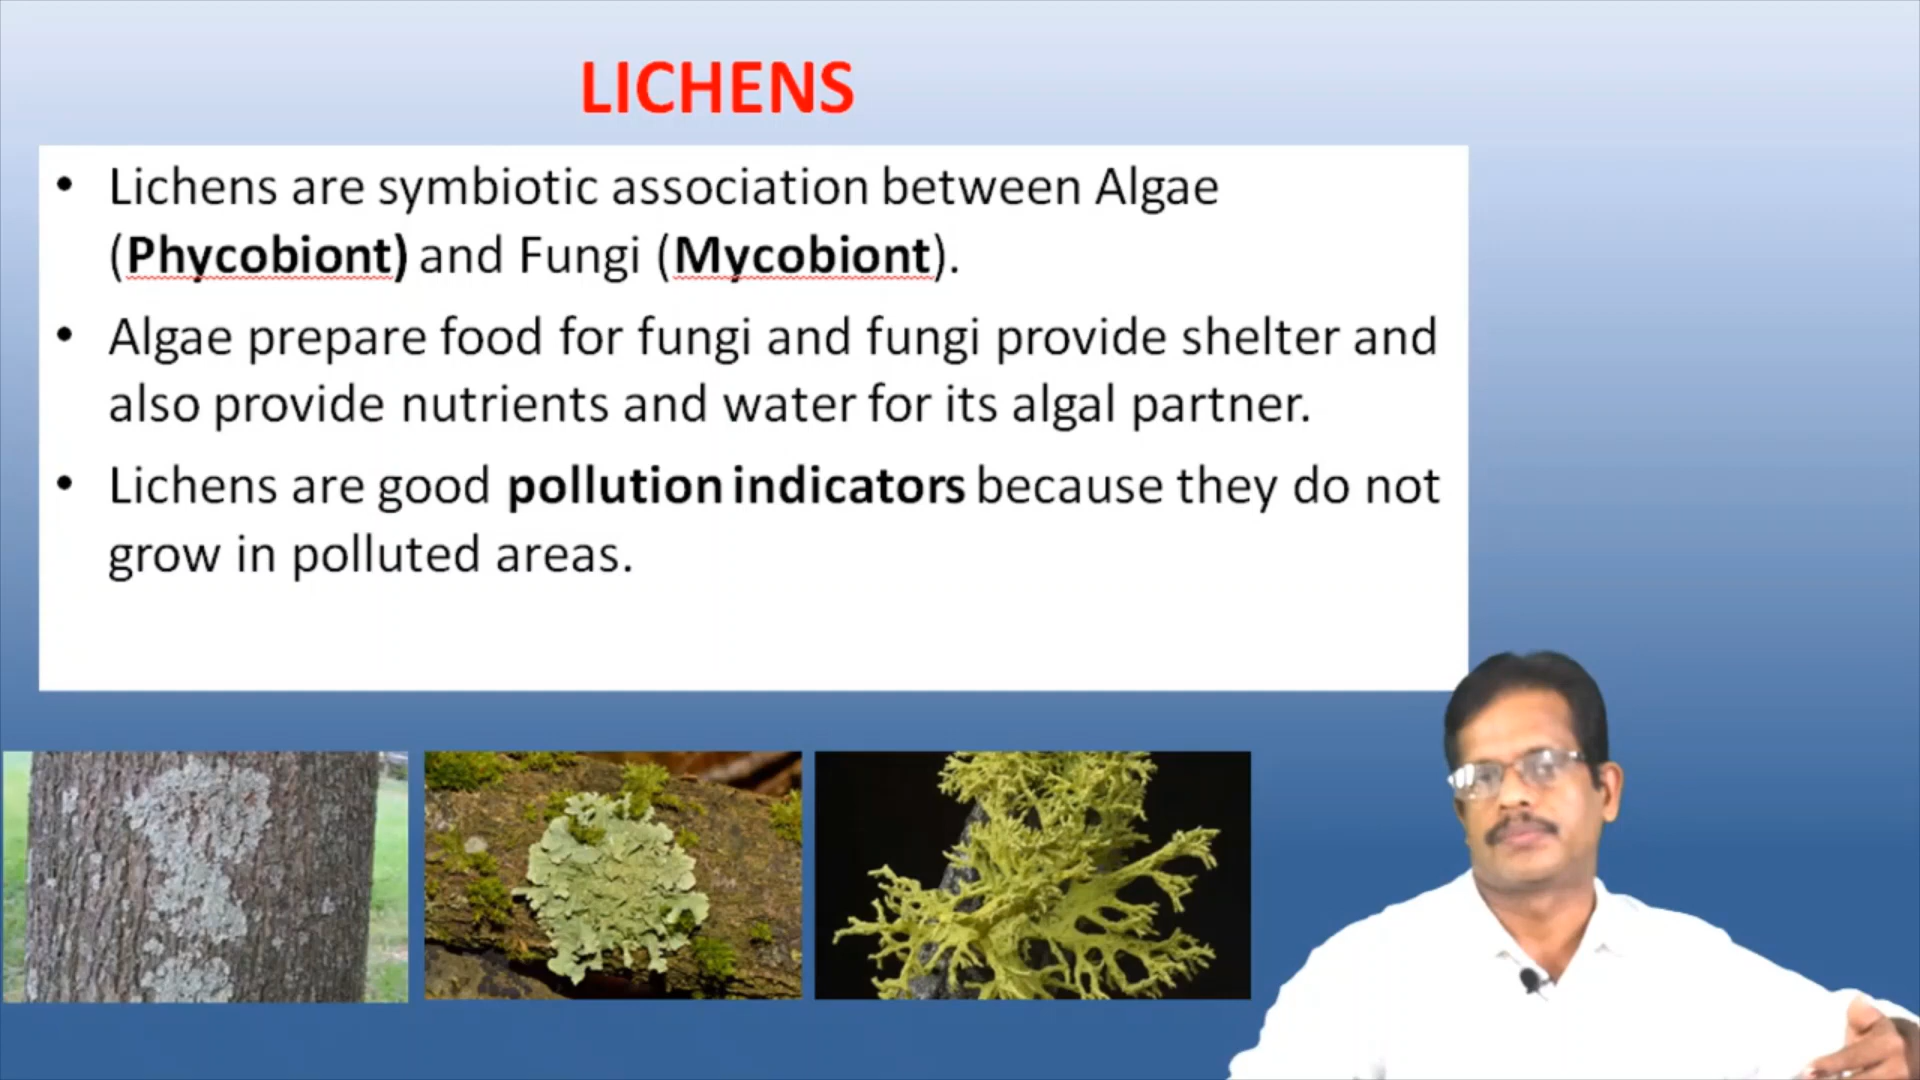 LICHENS
• Lichens are symbiotic association between Algae
(Phycobiont) and Fungi (Mycobiont).
• Algae prepare food for fungi and fungi provide shelter and
also provide nutrients and water for its algal partner.
• Lichens are good pollution indicators because they do not
grow in polluted areas.